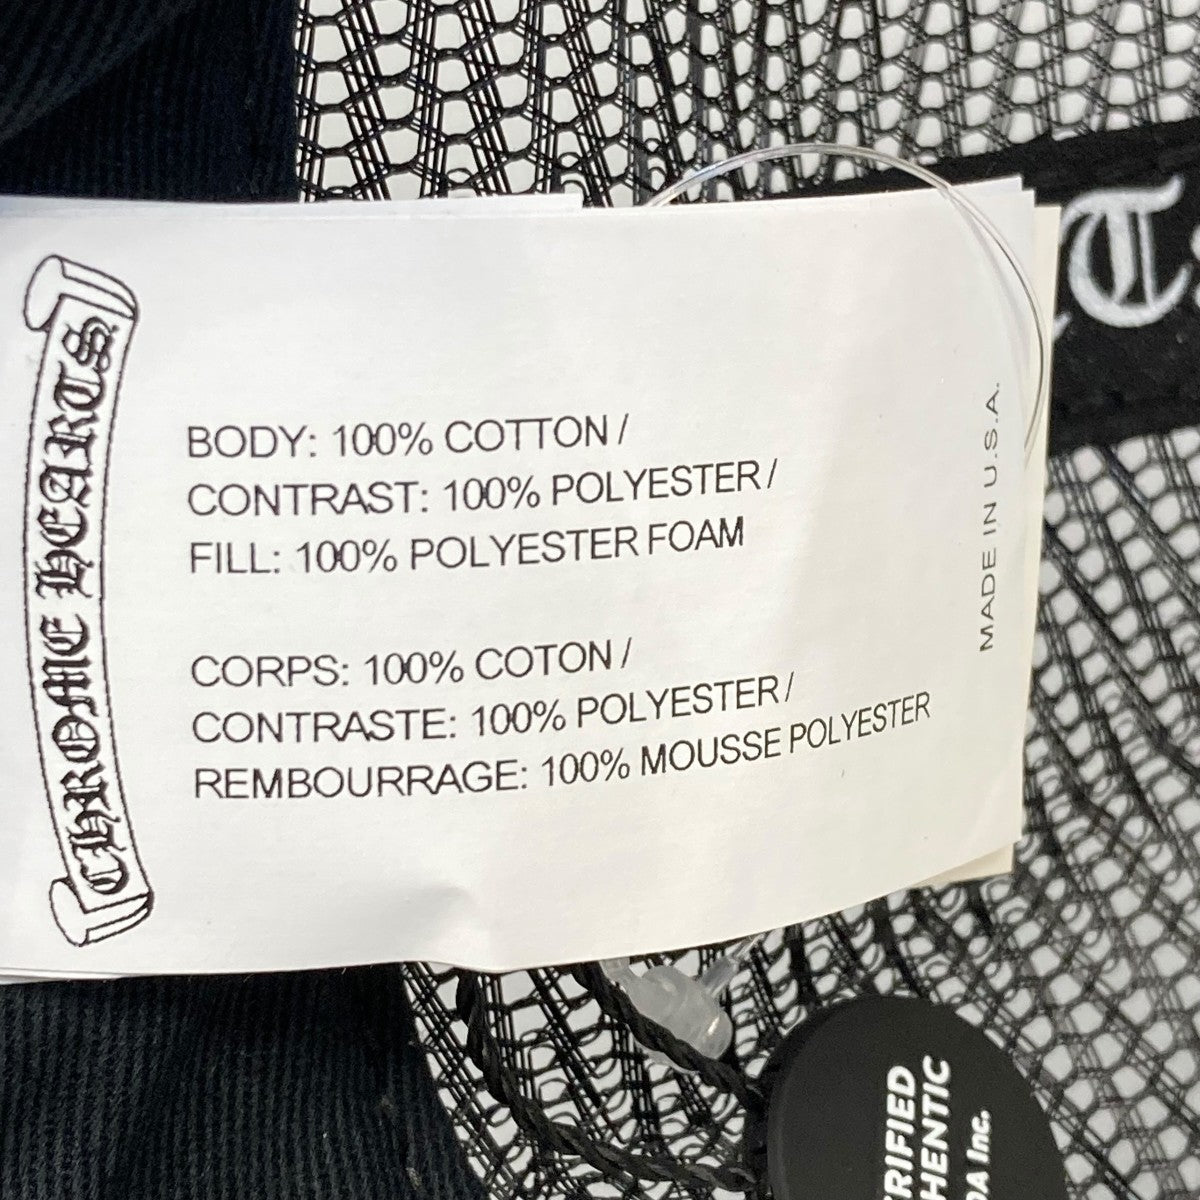 CHROME HEARTS
BODY: 100% COTTON /
CONTRAST: 100% POLYESTER /
FILL: 100% POLYESTER FOAM
CORPS: 100% COTON /
CONTRASTE: 100% POLYESTER /
REMBOURRAGE: 100% MOUSSE POLYESTER
MADE IN U.S.A.
T
Inc.